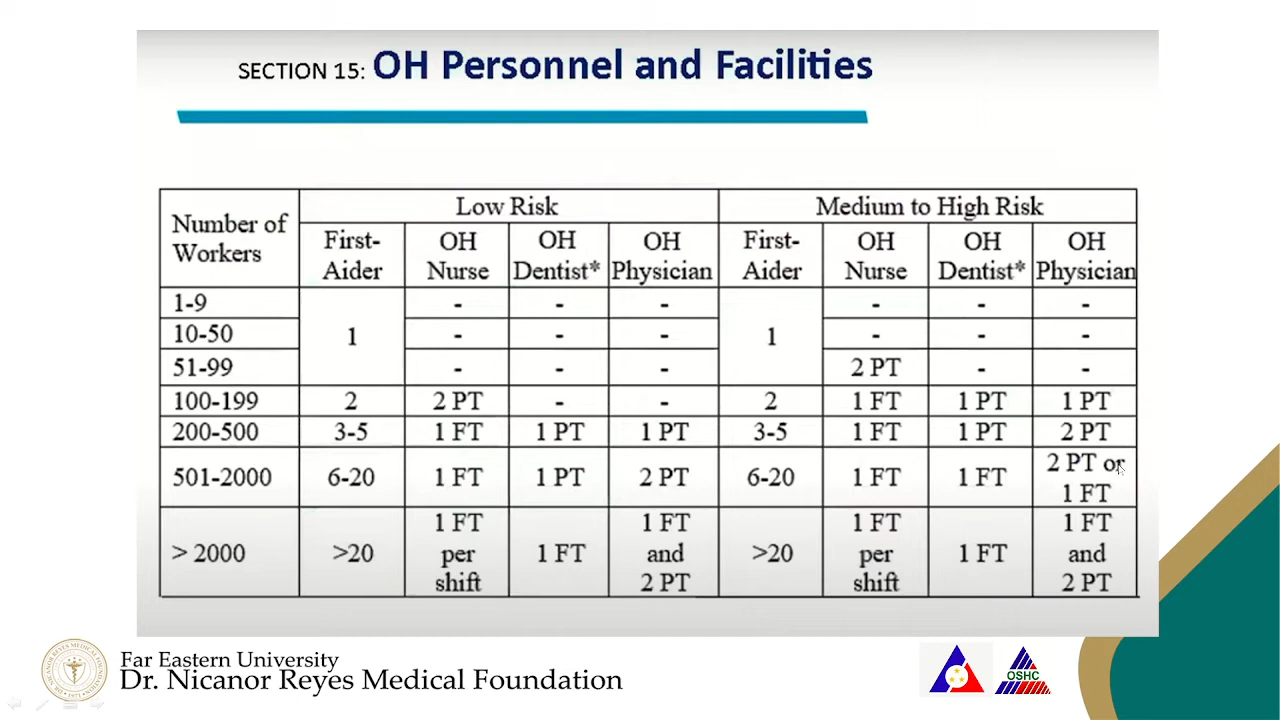 SECTION 15: OH Personnel and Facilities
Number of Workers | Low Risk | Medium to High Risk
First-Aider | OH Nurse | OH Dentist* | OH Physician | First-Aider | OH Nurse | OH Dentist* | OH Physician
1-9 | 1 | - | - | - | 1 | - | - | -
10-50 | - | - | - | - | - | -
51-99 | - | - | - | 2 PT | - | -
100-199 | 2 | 2 PT | - | - | 2 | 1 FT | 1 PT | 1 PT
200-500 | 3-5 | 1 FT | 1 PT | 1 PT | 3-5 | 1 FT | 1 PT | 2 PT
501-2000 | 6-20 | 1 FT | 1 PT | 2 PT | 6-20 | 1 FT | 1 FT | 2 PT or 1 FT
> 2000 | >20 | 1 FT per shift | 1 FT | 1 FT and 2 PT | >20 | 1 FT per shift | 1 FT | 1 FT and 2 PT
Far Eastern University
Dr. Nicanor Reyes Medical Foundation
OSHC